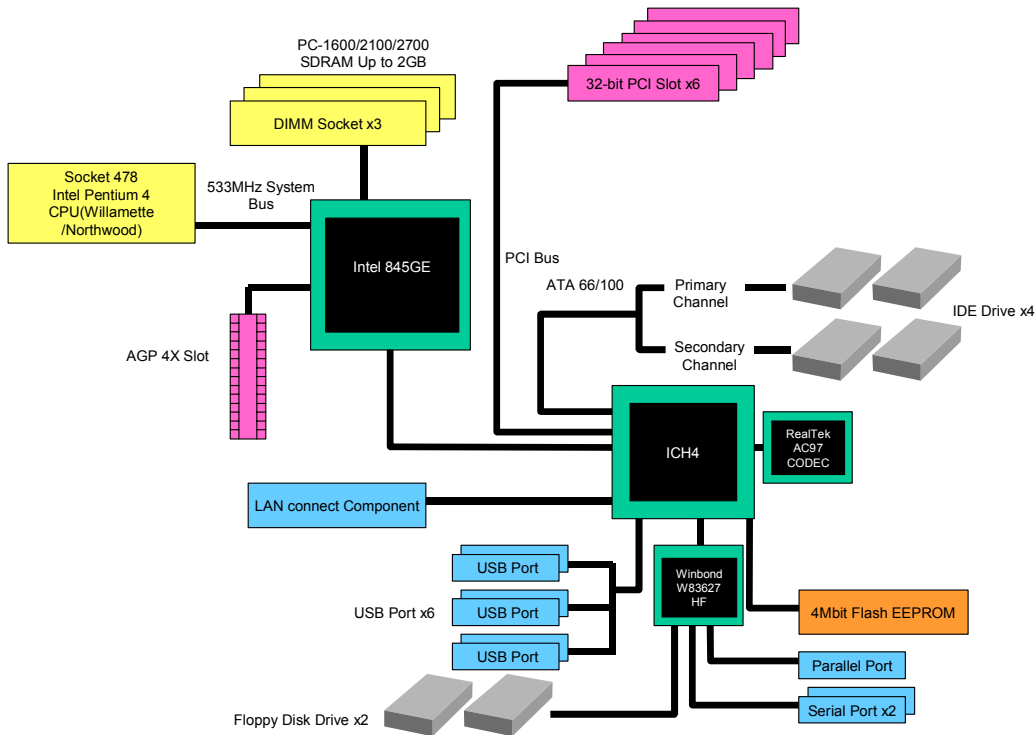 PC-1600/2100/2700
SDRAM Up to 2GB
32-bit PCI Slot x6
DIMM Socket x3
Socket 478
Intel Pentium 4
CPU(Willamette
/Northwood)
533MHz System
Bus
Intel 845GE
PCI Bus
ATA 66/100
Primary
Channel
IDE Drive x4
Secondary
Channel
AGP 4X Slot
ICH4
RealTek
AC97
CODEC
LAN connect Component
USB Port
USB Port x6
USB Port
USB Port
Winbond
W83627
HF
4Mbit Flash EEPROM
Parallel Port
Serial Port x2
Floppy Disk Drive x2